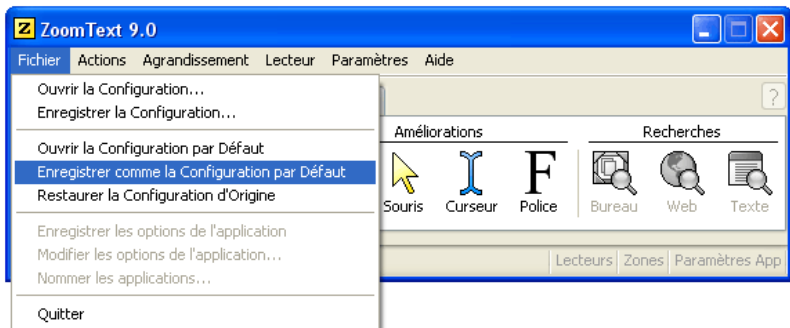 Z ZoomText 9.0
Fichier Actions Agrandissement Lecteur Paramètres Aide
Ouvrir la Configuration...
Enregistrer la Configuration...
Ouvrir la Configuration par Défaut
Enregistrer comme la Configuration par Défaut
Restaurer la Configuration d'Origine
Enregistrer les options de l'application
Modifier les options de l'application...
Nommer les applications...
Quitter
?
Améliorations Recherches
F
Souris Curseur Police Bureau Web Texte
Lecteurs Zones Paramètres App